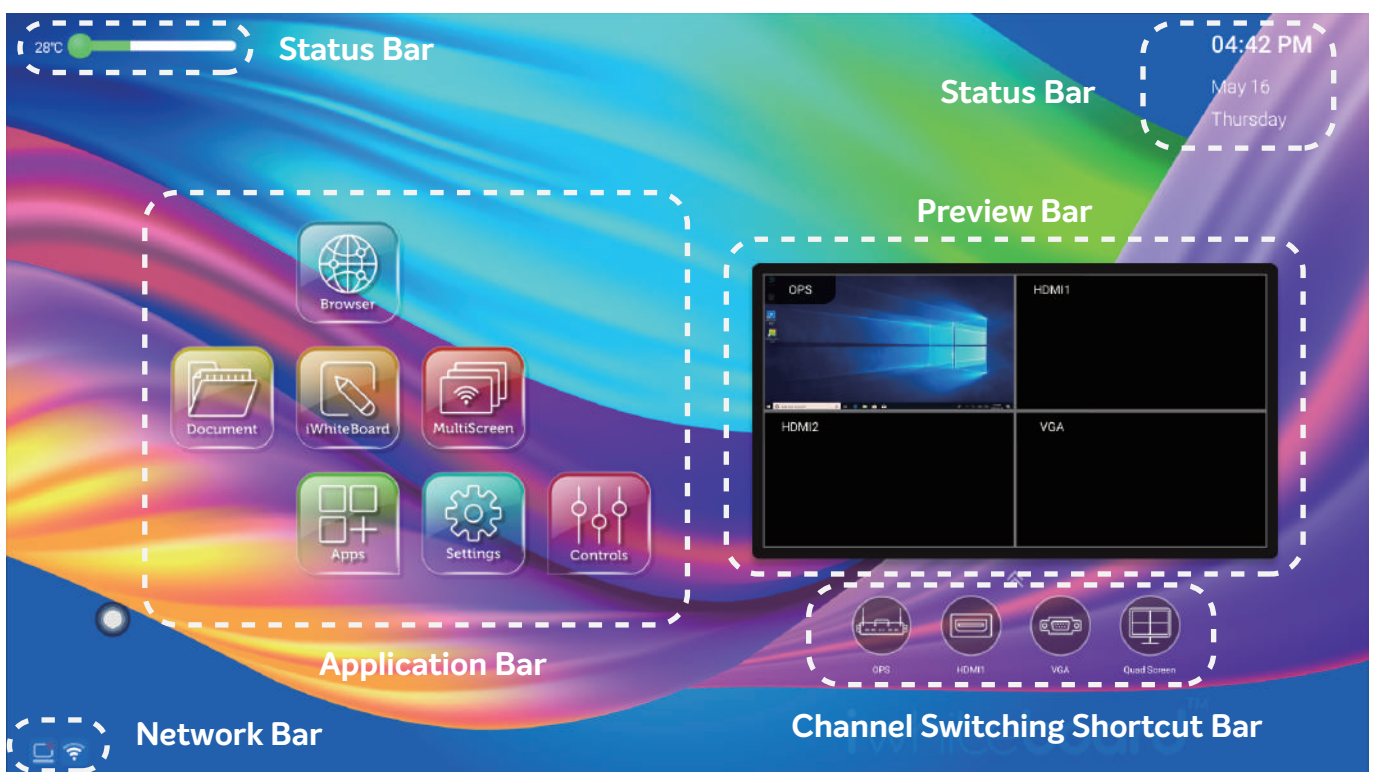 28℃
Status Bar
04:42 PM
Status Bar
May 16
Thursday
Preview Bar
Browser
OPS
HDMI1
Document
iWhiteBoard
MultiScreen
HDMI2
VGA
Apps
Settings
Controls
OPS
HDMI1
VGA
Quad Screen
Application Bar
Network Bar
Channel Switching Shortcut Bar